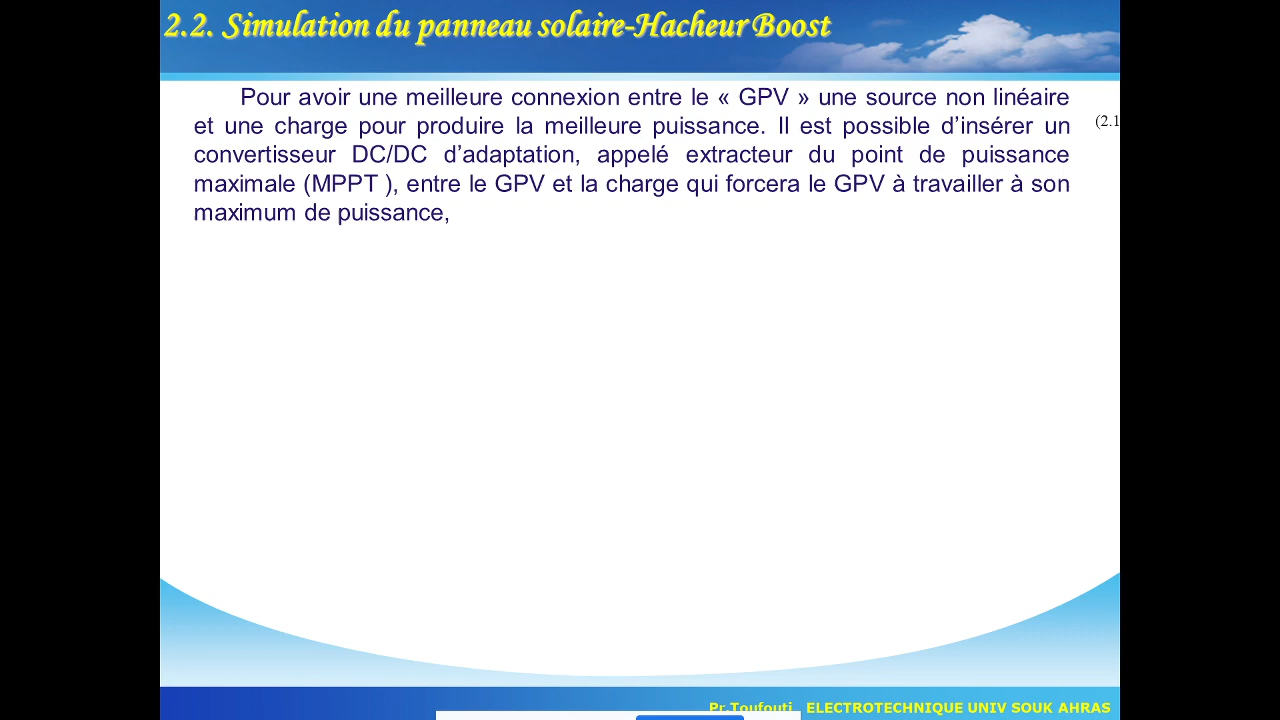 2.2. Simulation du panneau solaire-Hacheur Boost
Pour avoir une meilleure connexion entre le « GPV » une source non linéaire
et une charge pour produire la meilleure puissance. Il est possible d’insérer un
(2.1
convertisseur DC/DC d’adaptation, appelé extracteur du point de puissance
maximale (MPPT ), entre le GPV et la charge qui forcera le GPV à travailler à son
maximum de puissance,
Pr.Toufouti ELECTROTECHNIQUE UNIV SOUK AHRAS